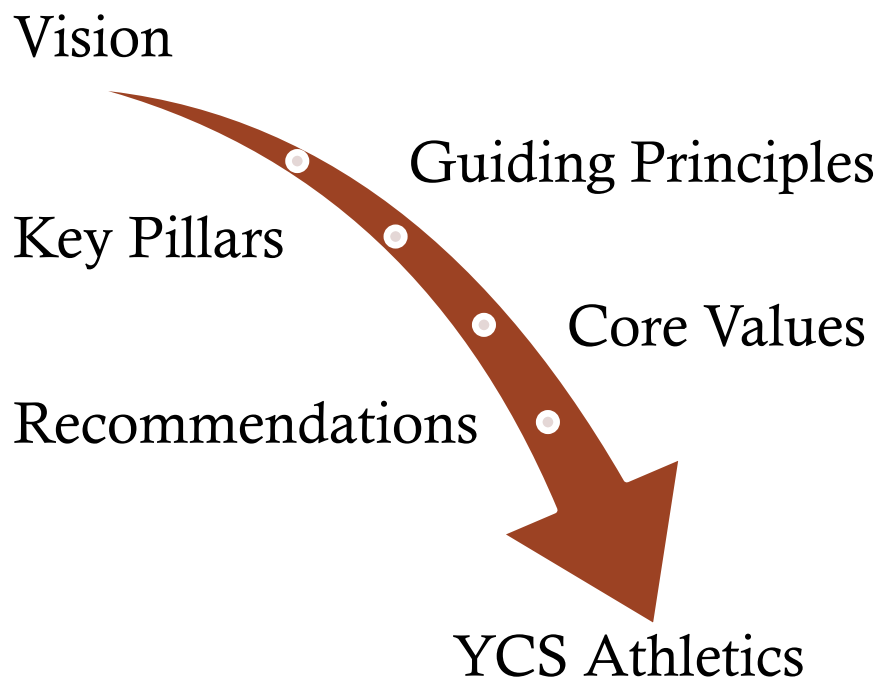 Vision
Guiding Principles
Key Pillars
Core Values
Recommendations
YCS Athletics